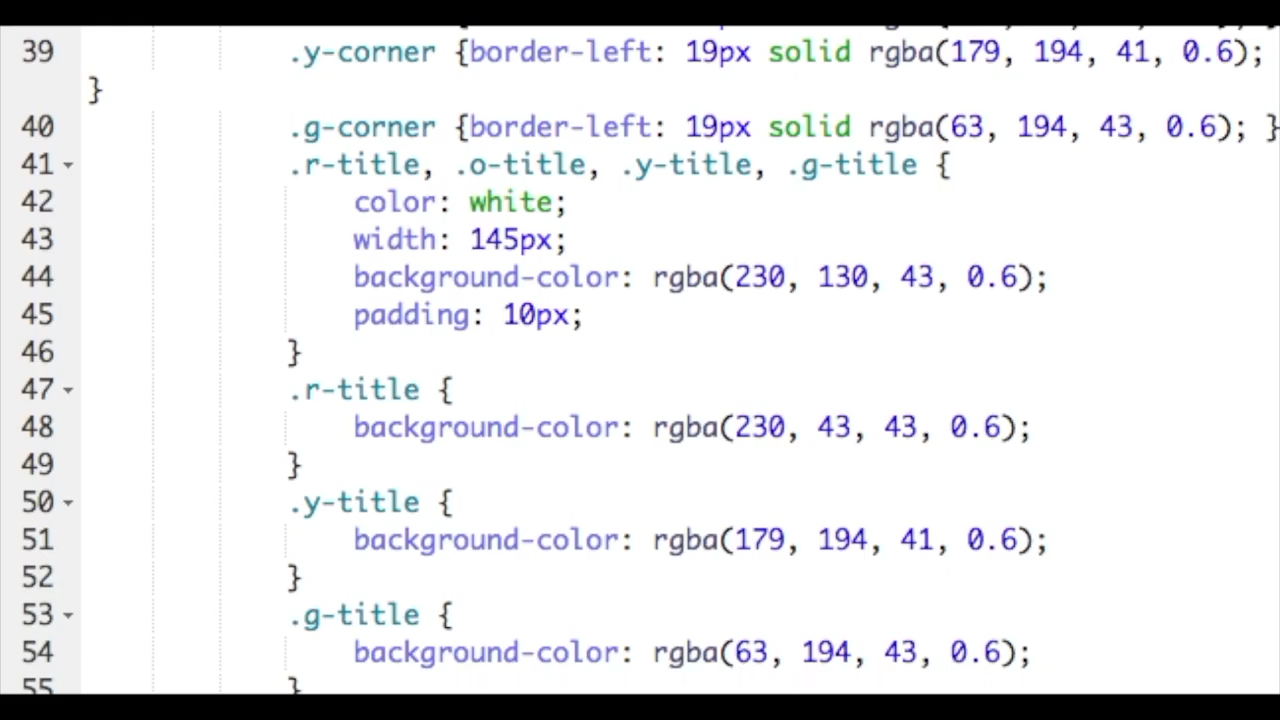 39 .y-corner {border-left: 19px solid rgba(179, 194, 41, 0.6);
}
40 .g-corner {border-left: 19px solid rgba(63, 194, 43, 0.6); }
41 .r-title, .o-title, .y-title, .g-title {
42 color: white;
43 width: 145px;
44 background-color: rgba(230, 130, 43, 0.6);
45 padding: 10px;
46 }
47 .r-title {
48 background-color: rgba(230, 43, 43, 0.6);
49 }
50 .y-title {
51 background-color: rgba(179, 194, 41, 0.6);
52 }
53 .g-title {
54 background-color: rgba(63, 194, 43, 0.6);
55 }